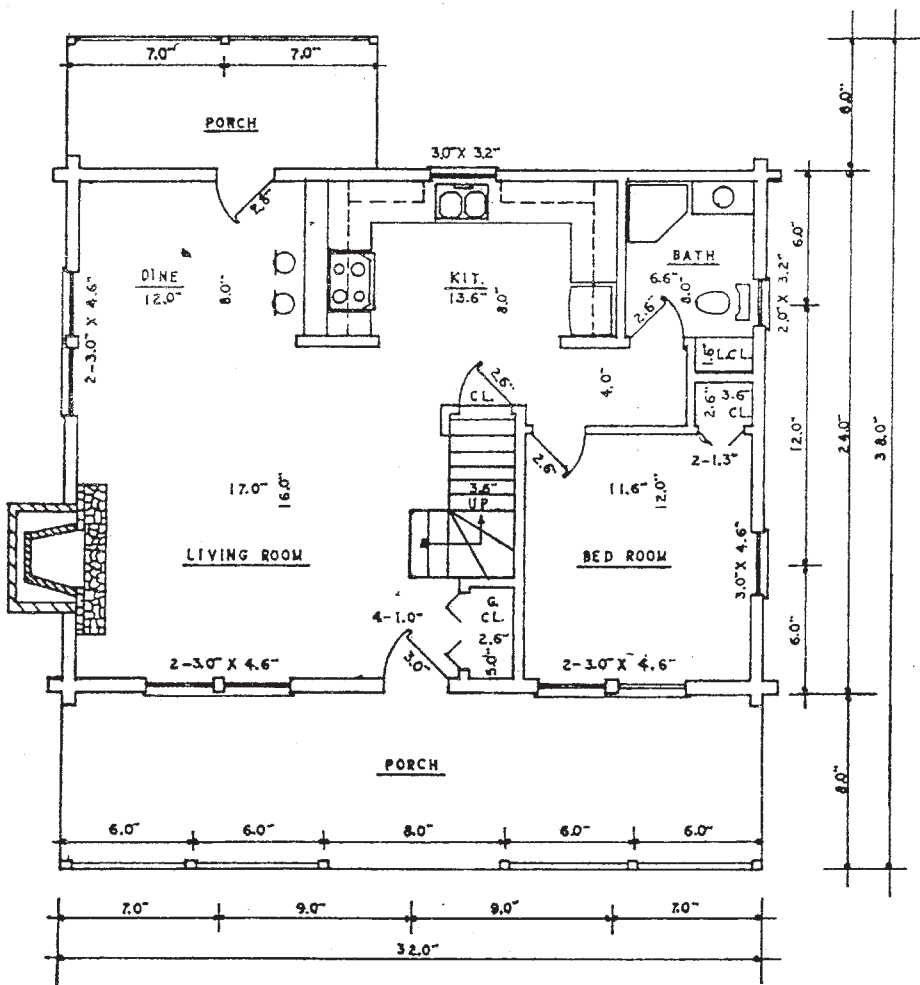 7.0" 7.0"
PORCH
6.0"
3.0" X 3.2"
2.8"
DINE
12.0"
8.0"
KIT.
13.6"
8.0"
BATH
6.6"
8.0"
2.6"
6.0"
2.0" X 3.2"
2-3.0" X 4.6"
1.6"
L.CL.
2.6"
CL.
4.0"
2.6"
3.6"
CL.
2-1.3"
12.0"
24.0"
38.0"
2.6"
17.0"
16.0"
3.6"
UP
11.6"
12.0"
LIVING ROOM
BED ROOM
3.0" X 4.6"
4-1.0"
G.
CL.
2.6"
5.0"
3.0"
6.0"
2-3.0" X 4.6"
2-3.0" X 4.6"
PORCH
8.0"
6.0" 6.0" 8.0" 6.0" 6.0"
7.0" 9.0" 9.0" 7.0"
32.0"